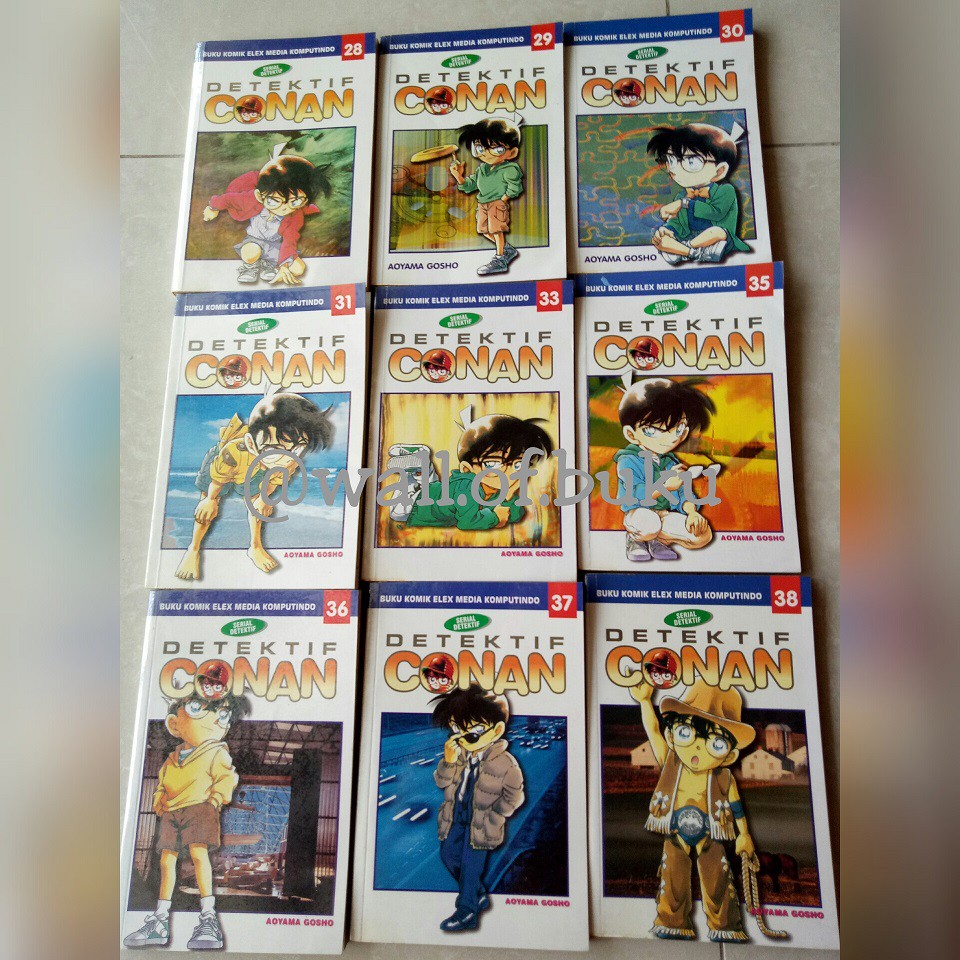 BUKU KOMIK ELEX MEDIA KOMPUTINDO 28
SERIAL
DETEKTIF
DETEKTIF
CONAN
BUKU KOMIK ELEX MEDIA KOMPUTINDO 29
SERIAL
DETEKTIF
DETEKTIF
CONAN
AOYAMA GOSHO
BUKU KOMIK ELEX MEDIA KOMPUTINDO 30
SERIAL
DETEKTIF
DETEKTIF
CONAN
AOYAMA GOSHO
BUKU KOMIK ELEX MEDIA KOMPUTINDO 31
SERIAL
DETEKTIF
DETEKTIF
CONAN
AOYAMA GOSHO
BUKU KOMIK ELEX MEDIA KOMPUTINDO 33
SERIAL
DETEKTIF
DETEKTIF
CONAN
AOYAMA GOSHO
BUKU KOMIK ELEX MEDIA KOMPUTINDO 35
SERIAL
DETEKTIF
DETEKTIF
CONAN
AOYAMA GOSHO
@wall.of.buku
BUKU KOMIK ELEX MEDIA KOMPUTINDO 36
SERIAL
DETEKTIF
DETEKTIF
CONAN
AOYAMA GOSHO
BUKU KOMIK ELEX MEDIA KOMPUTINDO 37
SERIAL
DETEKTIF
DETEKTIF
CONAN
AOYAMA GOSHO
BUKU KOMIK ELEX MEDIA KOMPUTINDO 38
SERIAL
DETEKTIF
DETEKTIF
CONAN
AOYAMA GOSHO